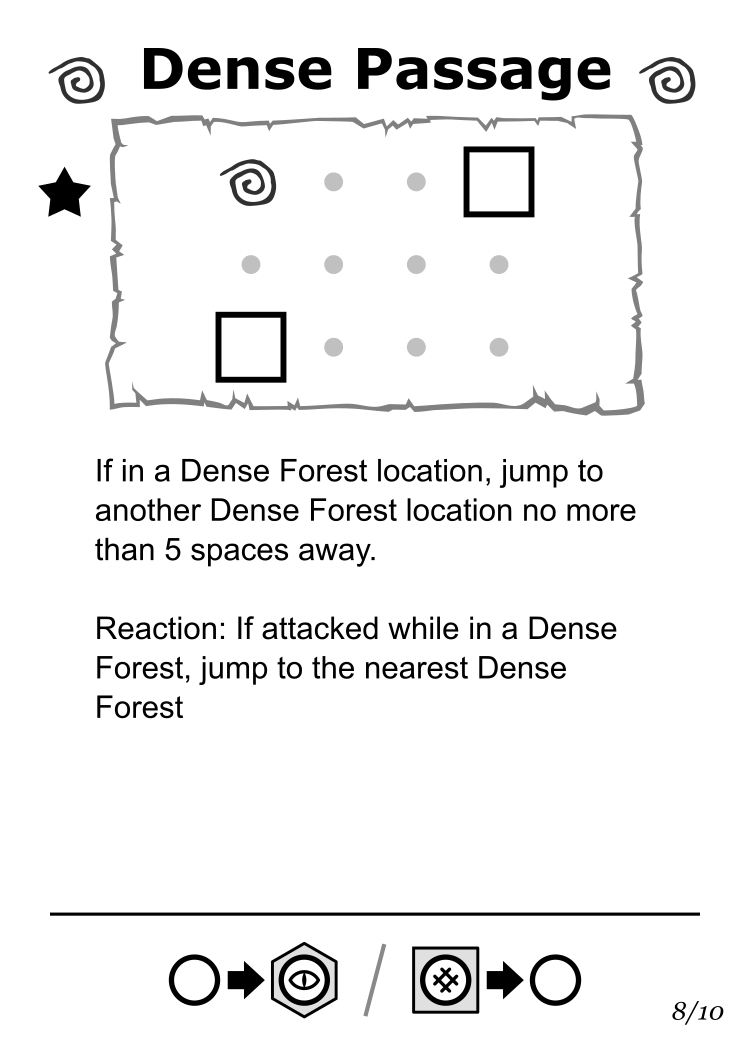 Dense Passage
If in a Dense Forest location, jump to
another Dense Forest location no more
than 5 spaces away.
Reaction: If attacked while in a Dense
Forest, jump to the nearest Dense
Forest
8/10